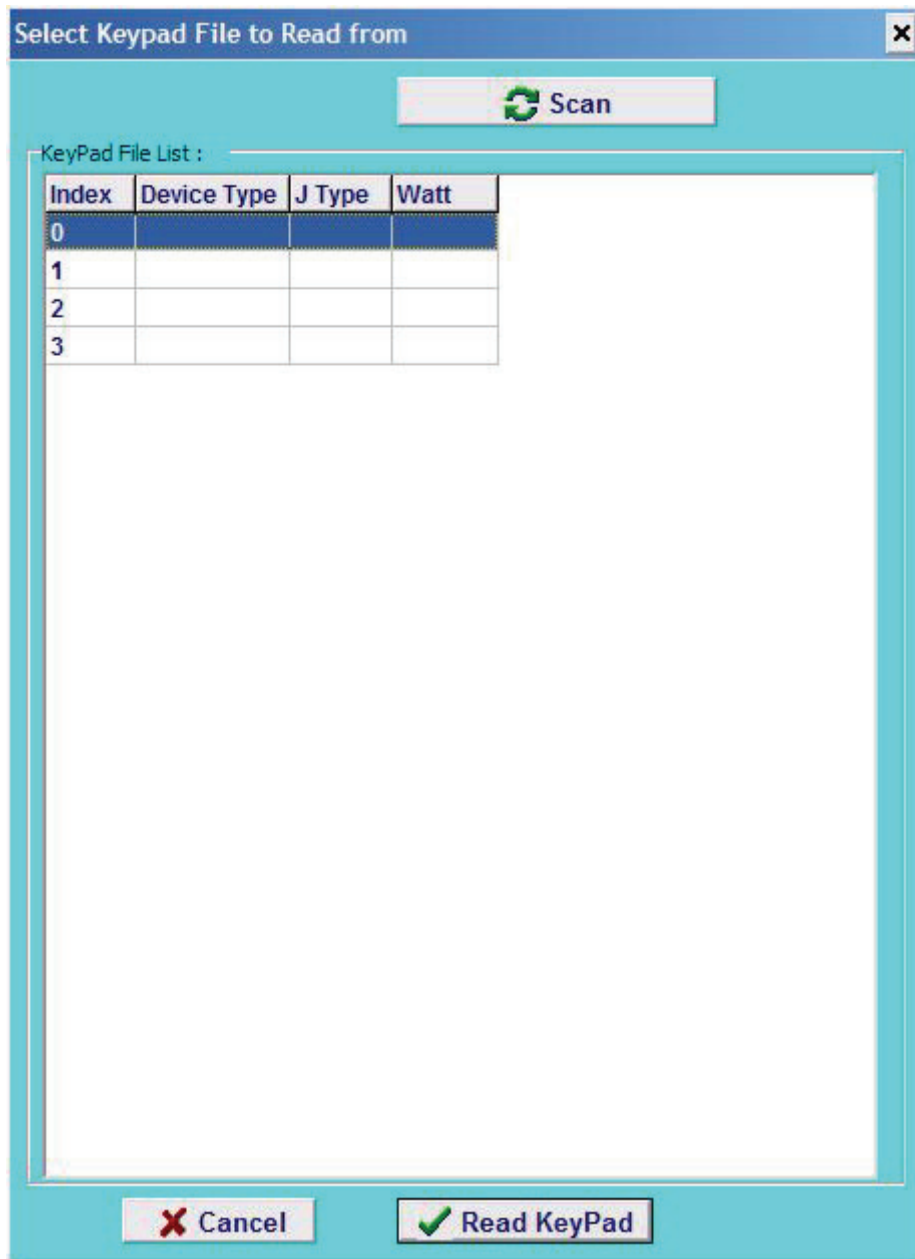 Select Keypad File to Read from
Scan
KeyPad File List :
Index Device Type J Type Watt
0
1
2
3
Cancel Read KeyPad